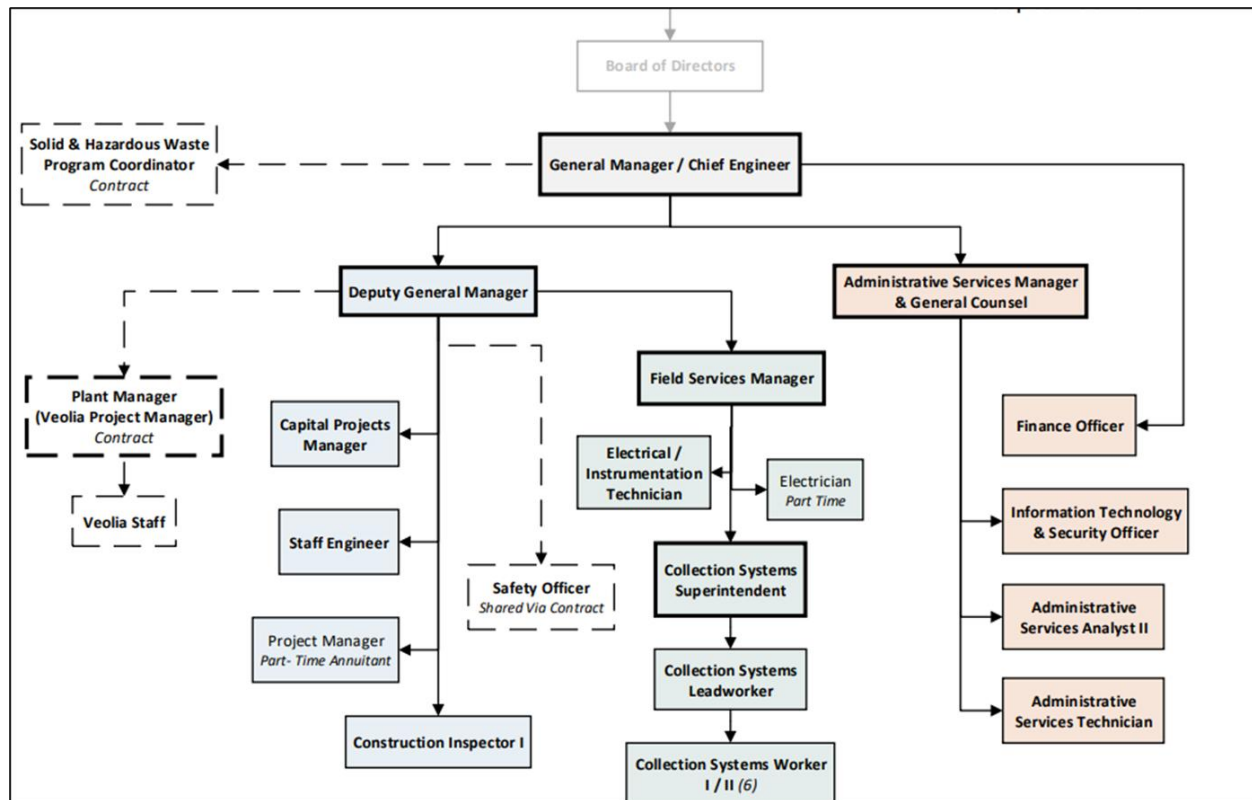 Board of Directors
Solid & Hazardous Waste
Program Coordinator
Contract
General Manager / Chief Engineer
Deputy General Manager
Administrative Services Manager
& General Counsel
Plant Manager
(Veolia Project Manager)
Contract
Veolia Staff
Capital Projects
Manager
Staff Engineer
Project Manager
Part- Time Annuitant
Construction Inspector I
Safety Officer
Shared Via Contract
Field Services Manager
Electrical /
Instrumentation
Technician
Electrician
Part Time
Collection Systems
Superintendent
Collection Systems
Leadworker
Collection Systems Worker
I / II (6)
Finance Officer
Information Technology
& Security Officer
Administrative
Services Analyst II
Administrative
Services Technician